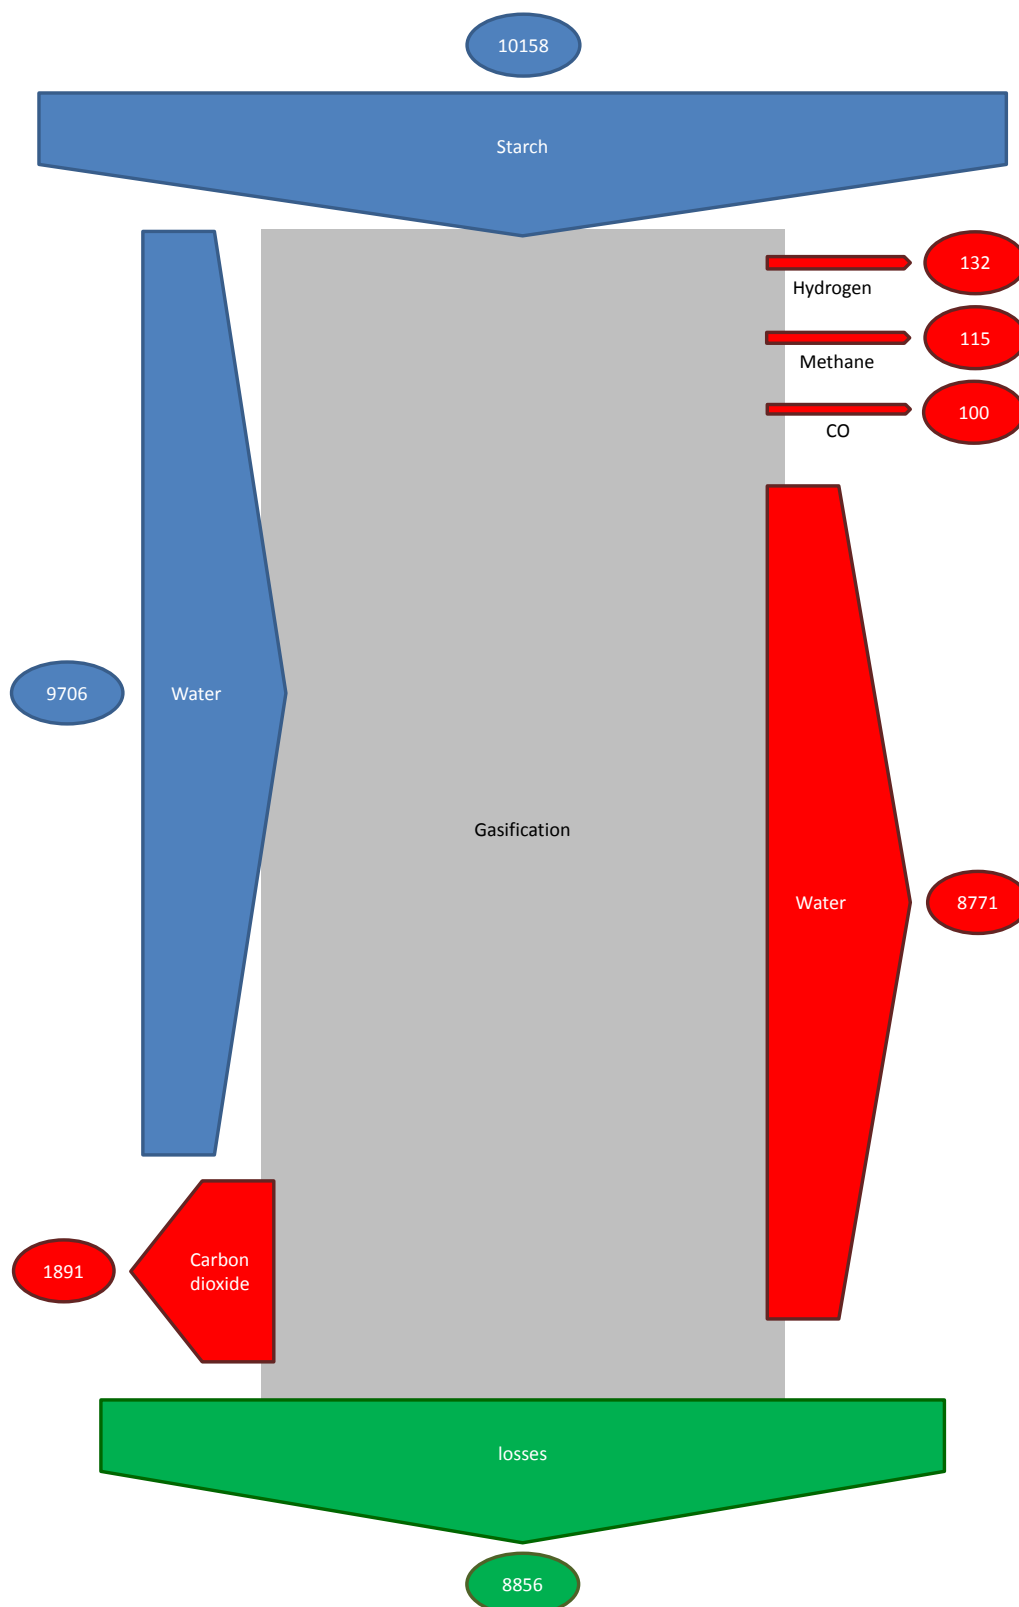 10158
Starch
132
Hydrogen
115
Methane
100
CO
9706
Water
Gasification
Water
8771
1891
Carbon
dioxide
losses
8856